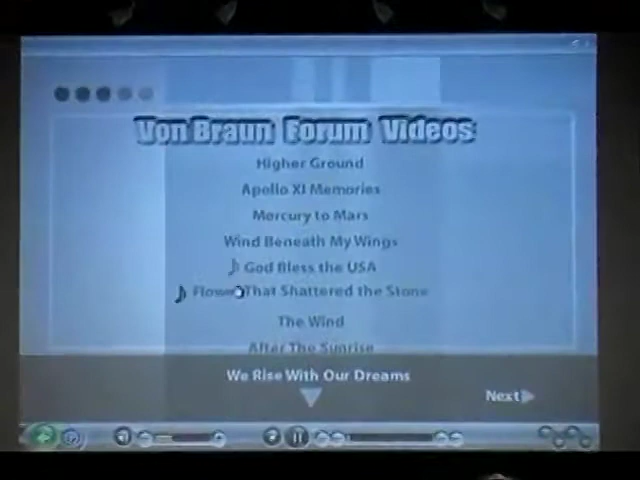 Von Braun Forum Videos
Higher Ground
Apollo XI Memories
Mercury to Mars
Wind Beneath My Wings
God Bless the USA
Flower That Shattered the Stone
The Wind
After The Sunrise
We Rise With Our Dreams
Next